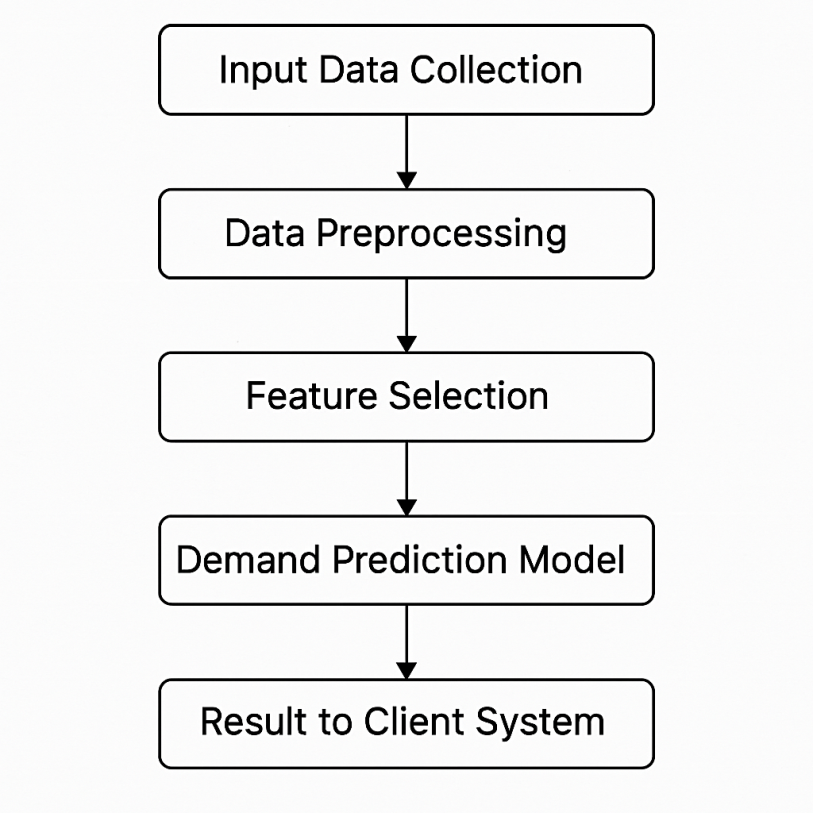 Input Data Collection
Data Preprocessing
Feature Selection
Demand Prediction Model
Result to Client System